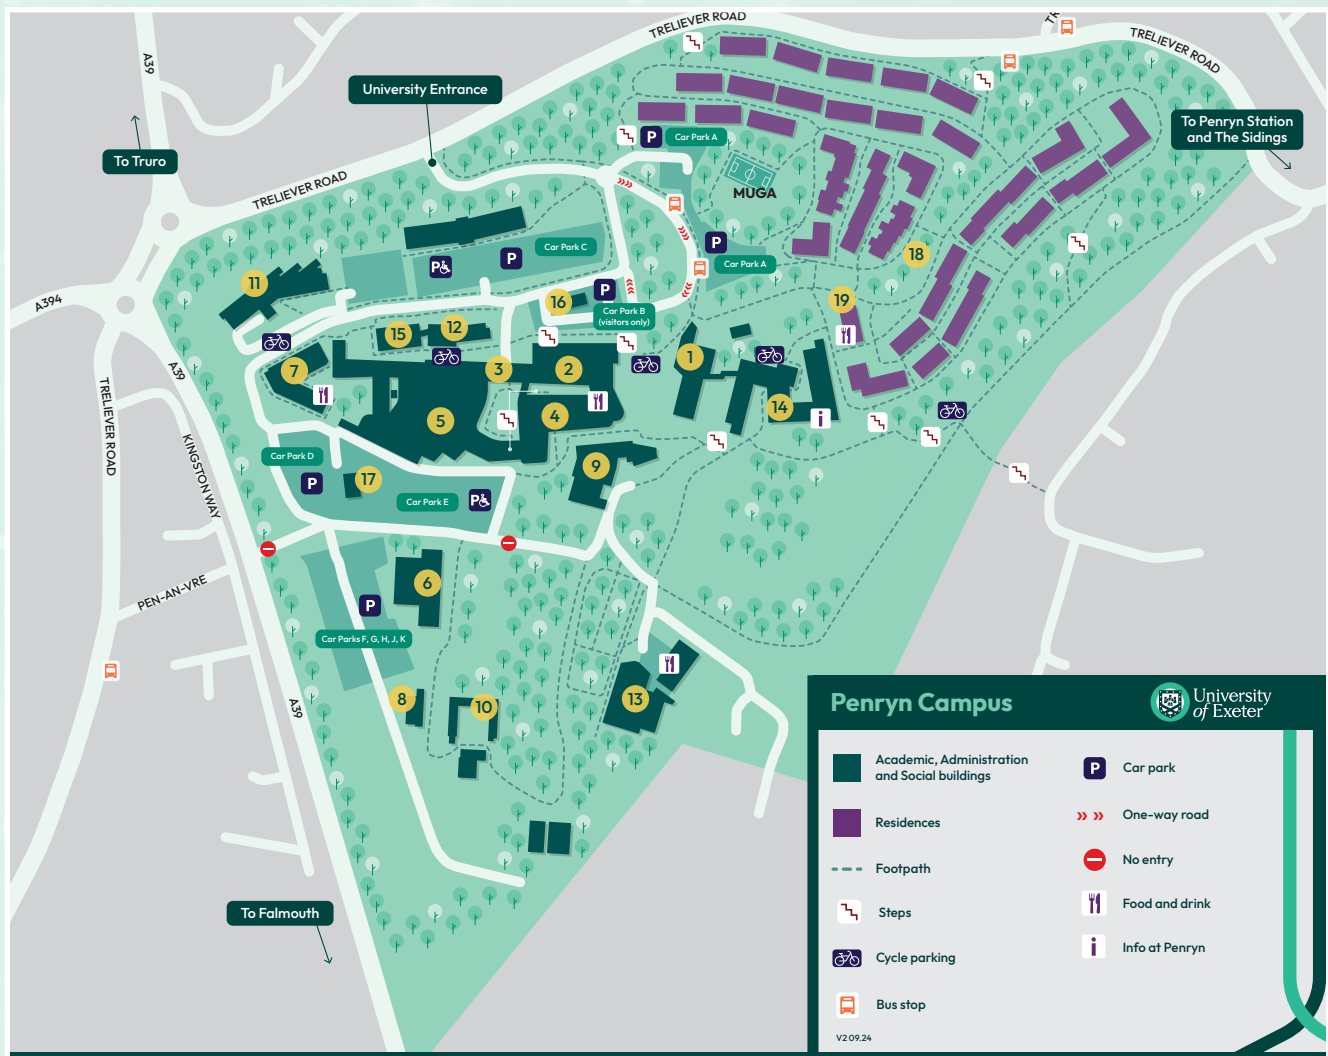 TRELIEVER ROAD
TR
TRELIEVER ROAD
A39
University Entrance
To Penryn Station
and The Sidings
P
Car Park A
To Truro
TRELIEVER ROAD
MUGA
Car Park C
P
P
P
Car Park A
18
11
A394
16
P
Car Park B
(visitors only)
19
15
12
7
3
2
1
A39
TRELIEVER ROAD
5
4
14
i
KINGSTON WAY
Car Park D
P
17
Car Park E
P
9
PEN-AN-VRE
6
P
Car Parks F, G, H, J, K
A39
8
10
13
To Falmouth
Penryn Campus
University
of Exeter
Academic, Administration
and Social buildings
Residences
Footpath
Steps
Cycle parking
Bus stop
P
Car park
One-way road
No entry
Food and drink
i
Info at Penryn
V2 09.24